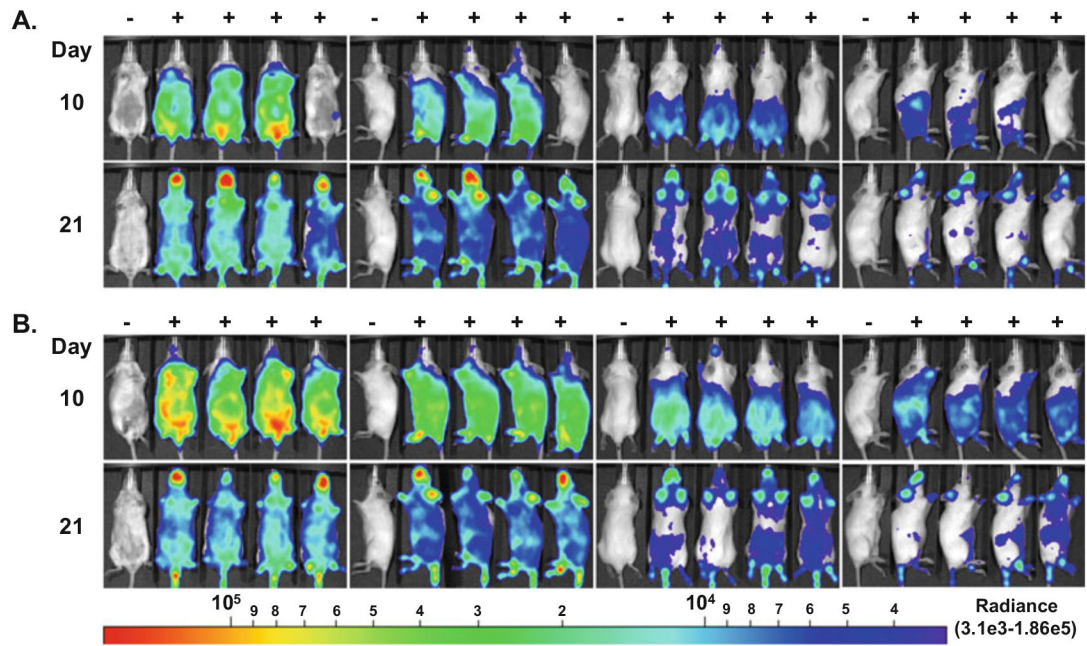 A.
- + + + + - + + + + - + + + + - + + + +
Day
10
21
B.
- + + + + - + + + + - + + + + - + + + +
Day
10
21
10⁵ 9 8 7 6 5 4 3 2 10⁴ 9 8 7 6 5 4
Radiance
(3.1e3-1.86e5)